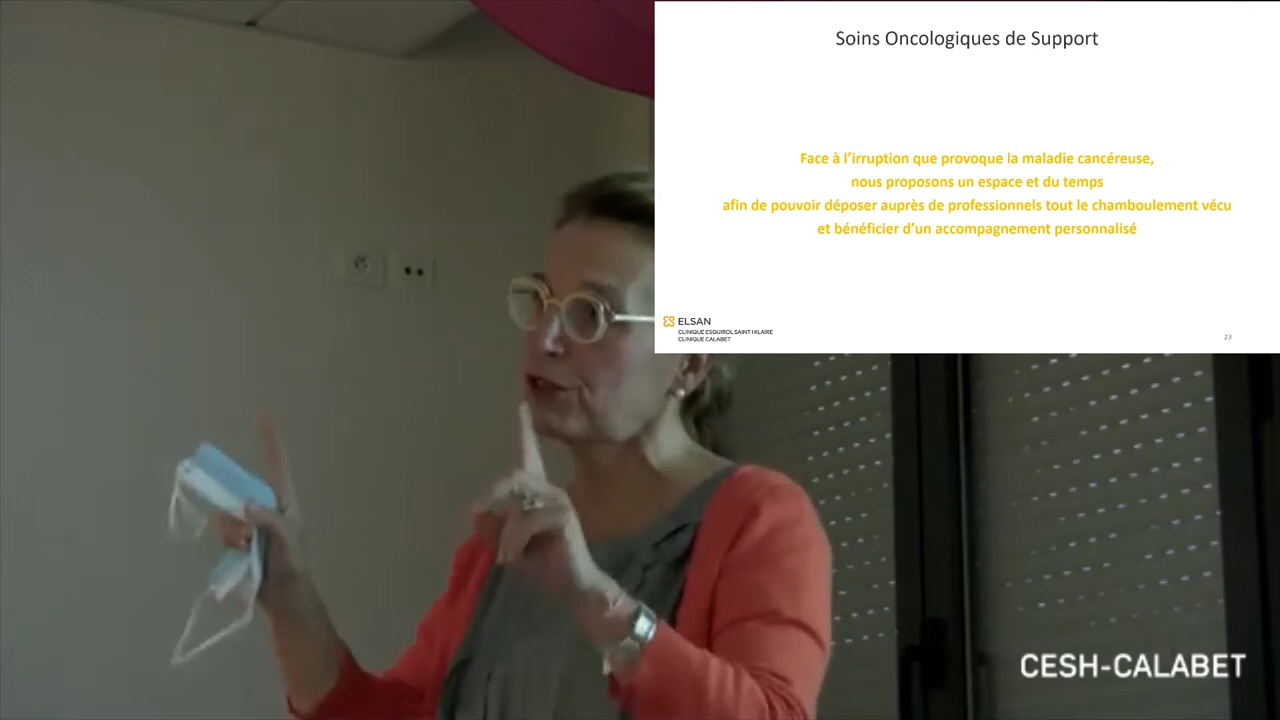 Soins Oncologiques de Support
Face à l’irruption que provoque la maladie cancéreuse,
nous proposons un espace et du temps
afin de pouvoir déposer auprès de professionnels tout le chamboulement vécu
et bénéficier d’un accompagnement personnalisé
ELSAN
CLINIQUE ESQUIROL SAINT HILAIRE
CLINIQUE CALABET
23
CESH-CALABET